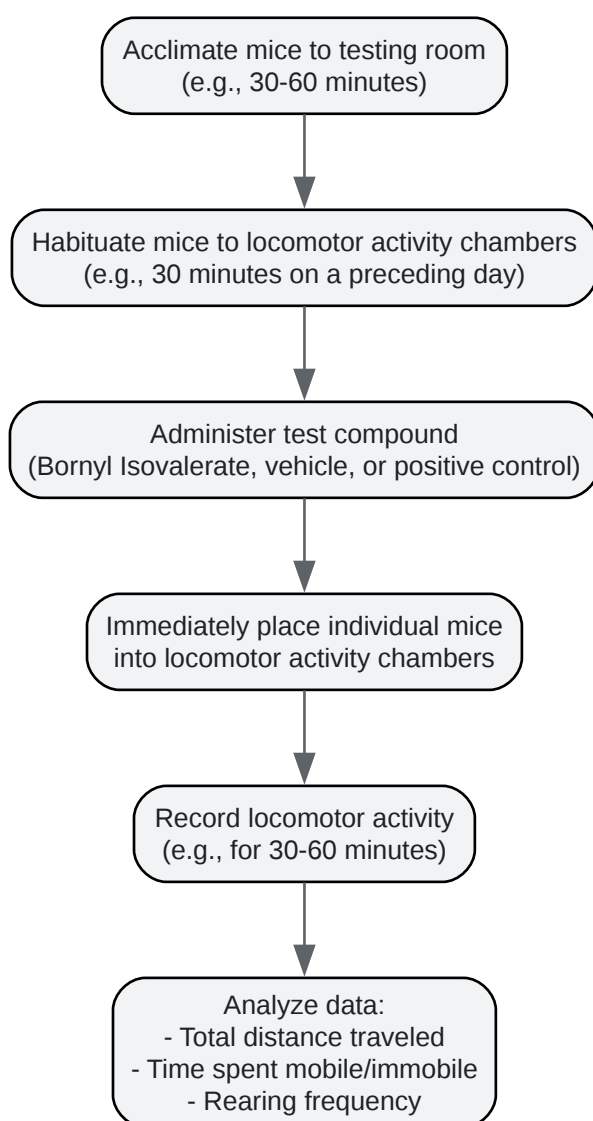 Acclimate mice to testing room
(e.g., 30-60 minutes)
Habituate mice to locomotor activity chambers
(e.g., 30 minutes on a preceding day)
Administer test compound
(Bornyl Isovalerate, vehicle, or positive control)
Immediately place individual mice
into locomotor activity chambers
Record locomotor activity
(e.g., for 30-60 minutes)
Analyze data:
- Total distance traveled
- Time spent mobile/immobile
- Rearing frequency